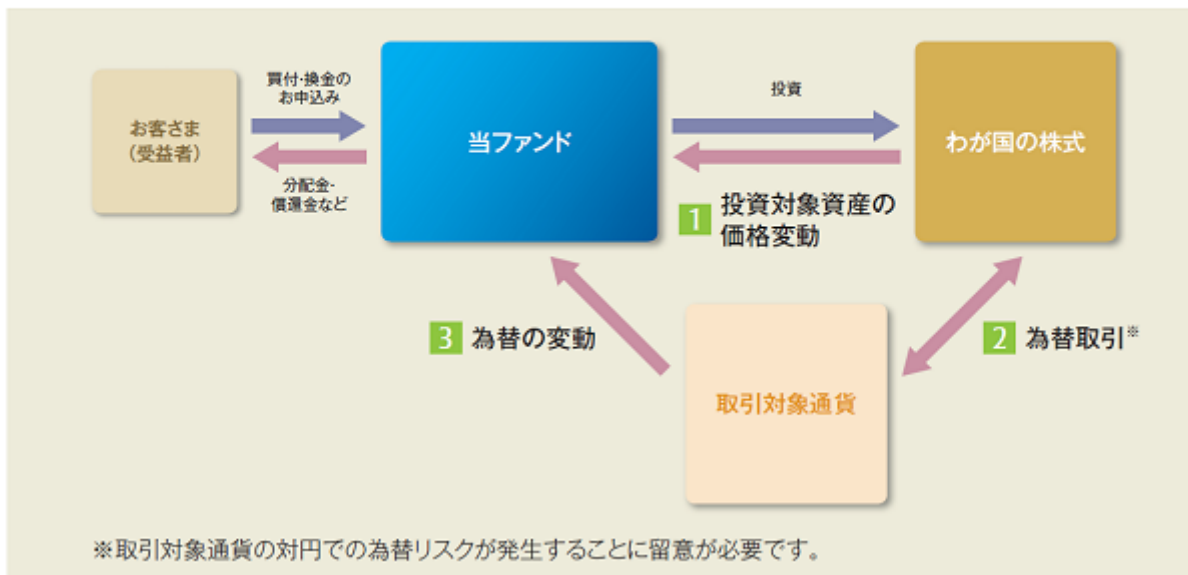 お客さま
(受益者)
買付・換金の
お申込み
分配金・
償還金など
当ファンド
投資
わが国の株式
1 投資対象資産の
価格変動
3 為替の変動
2 為替取引※
取引対象通貨
※取引対象通貨の対円での為替リスクが発生することに留意が必要です。